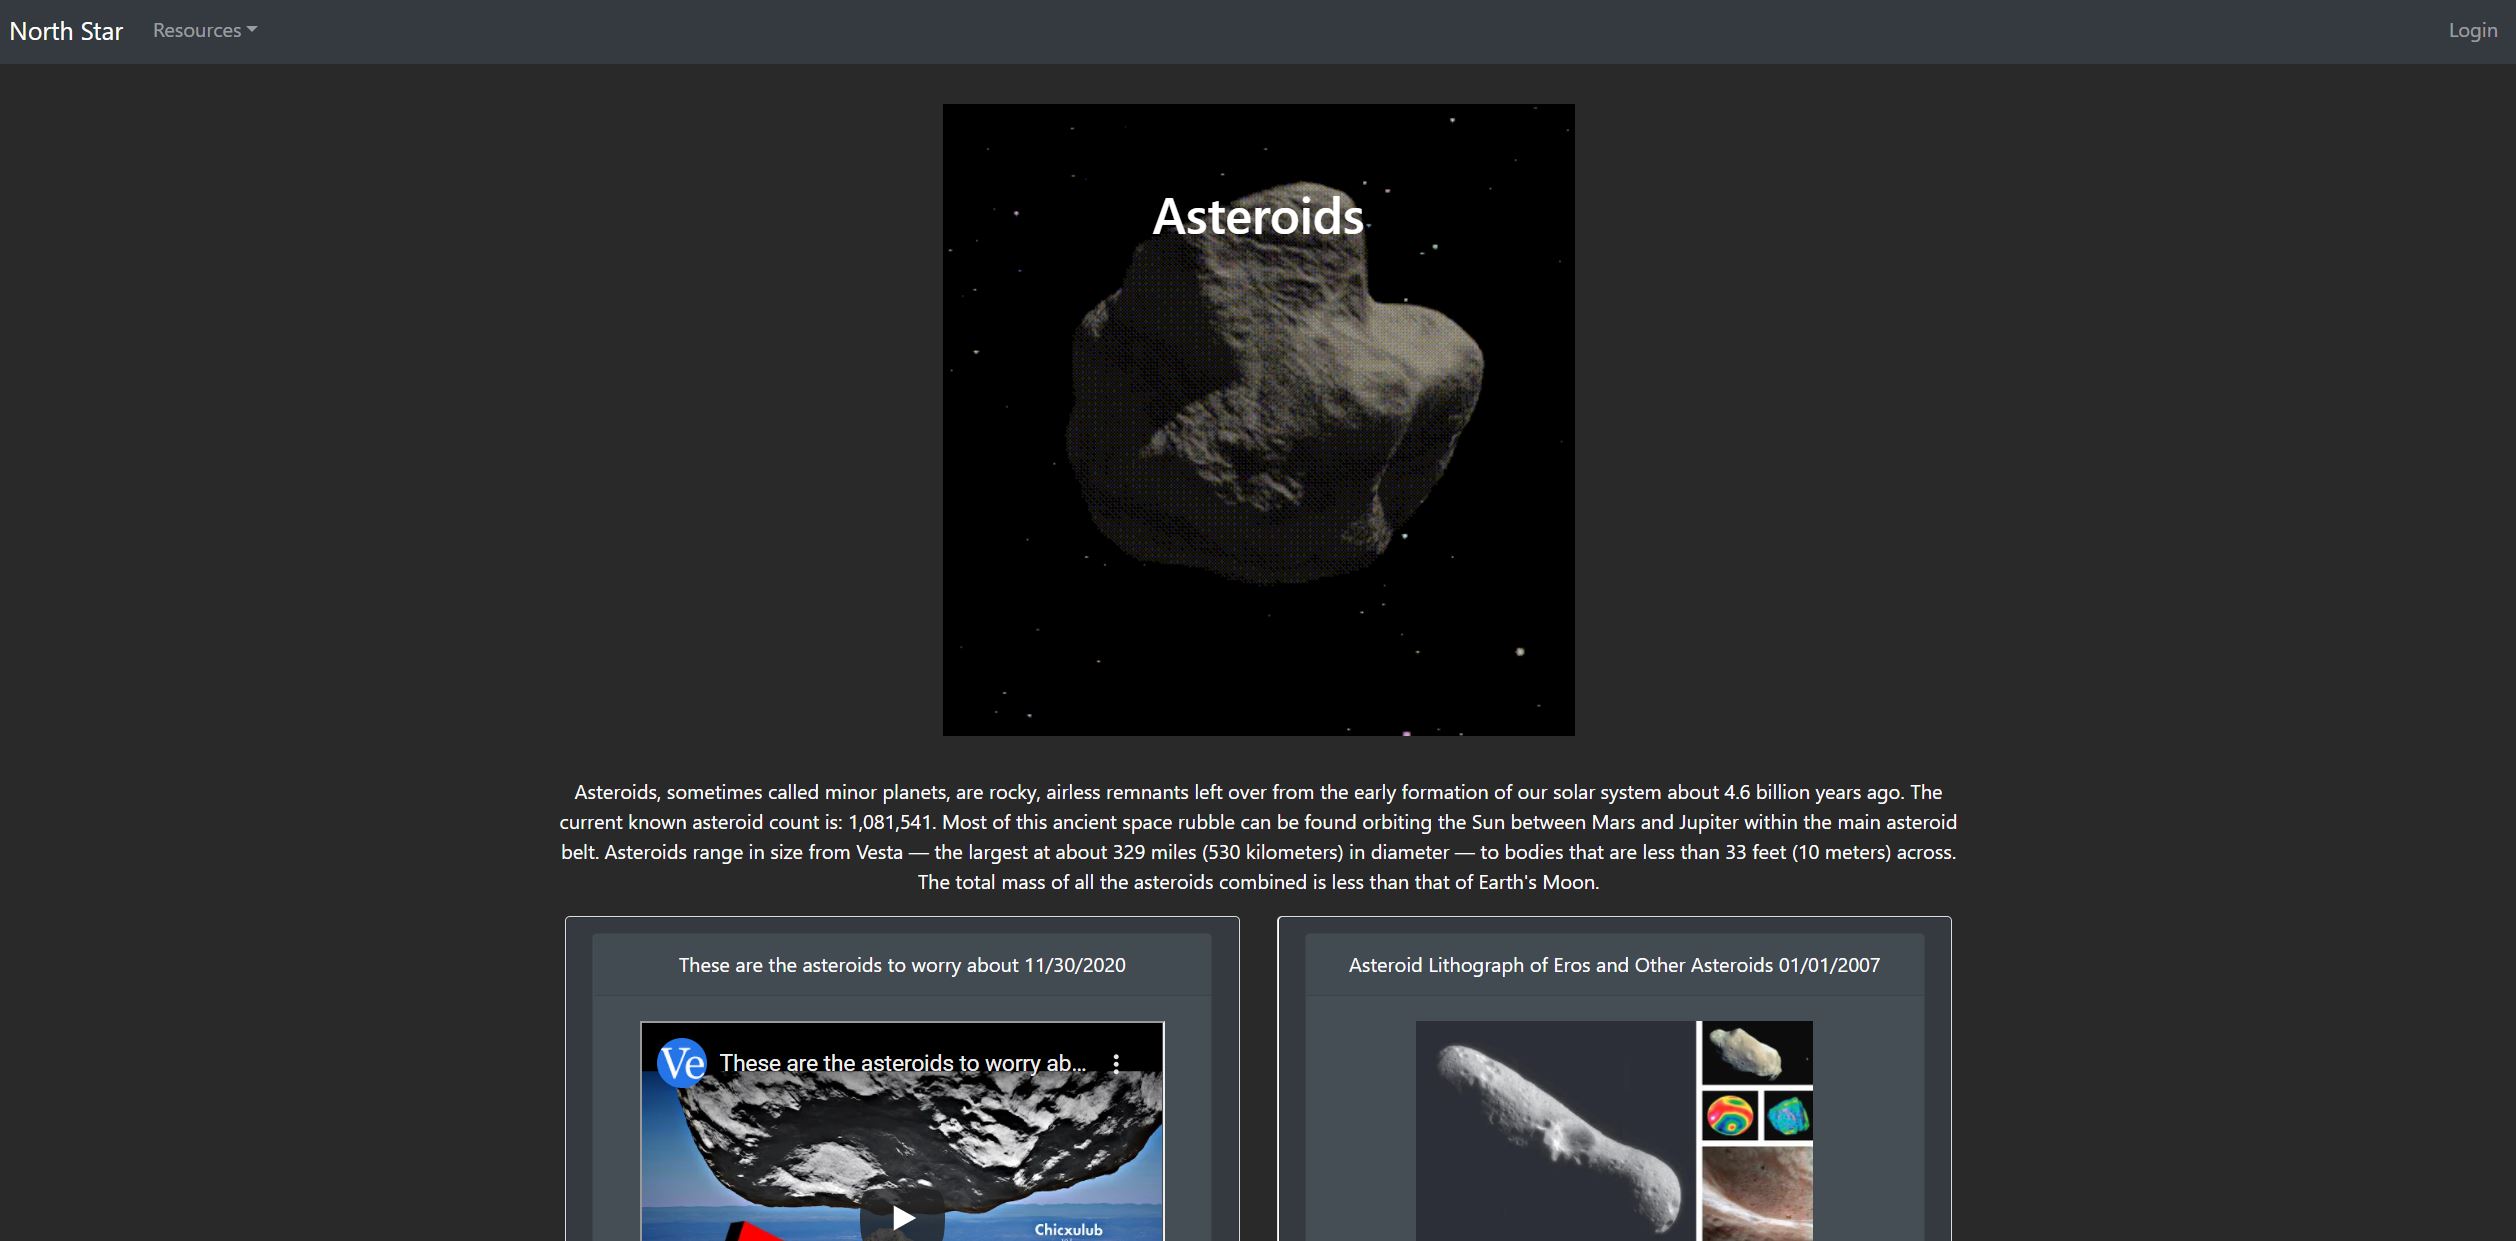 North Star
Resources
Login
Asteroids
Asteroids, sometimes called minor planets, are rocky, airless remnants left over from the early formation of our solar system about 4.6 billion years ago. The
current known asteroid count is: 1,081,541. Most of this ancient space rubble can be found orbiting the Sun between Mars and Jupiter within the main asteroid
belt. Asteroids range in size from Vesta — the largest at about 329 miles (530 kilometers) in diameter — to bodies that are less than 33 feet (10 meters) across.
The total mass of all the asteroids combined is less than that of Earth's Moon.
These are the asteroids to worry about 11/30/2020
Ve
These are the asteroids to worry ab...
Chicxulub
Asteroid Lithograph of Eros and Other Asteroids 01/01/2007